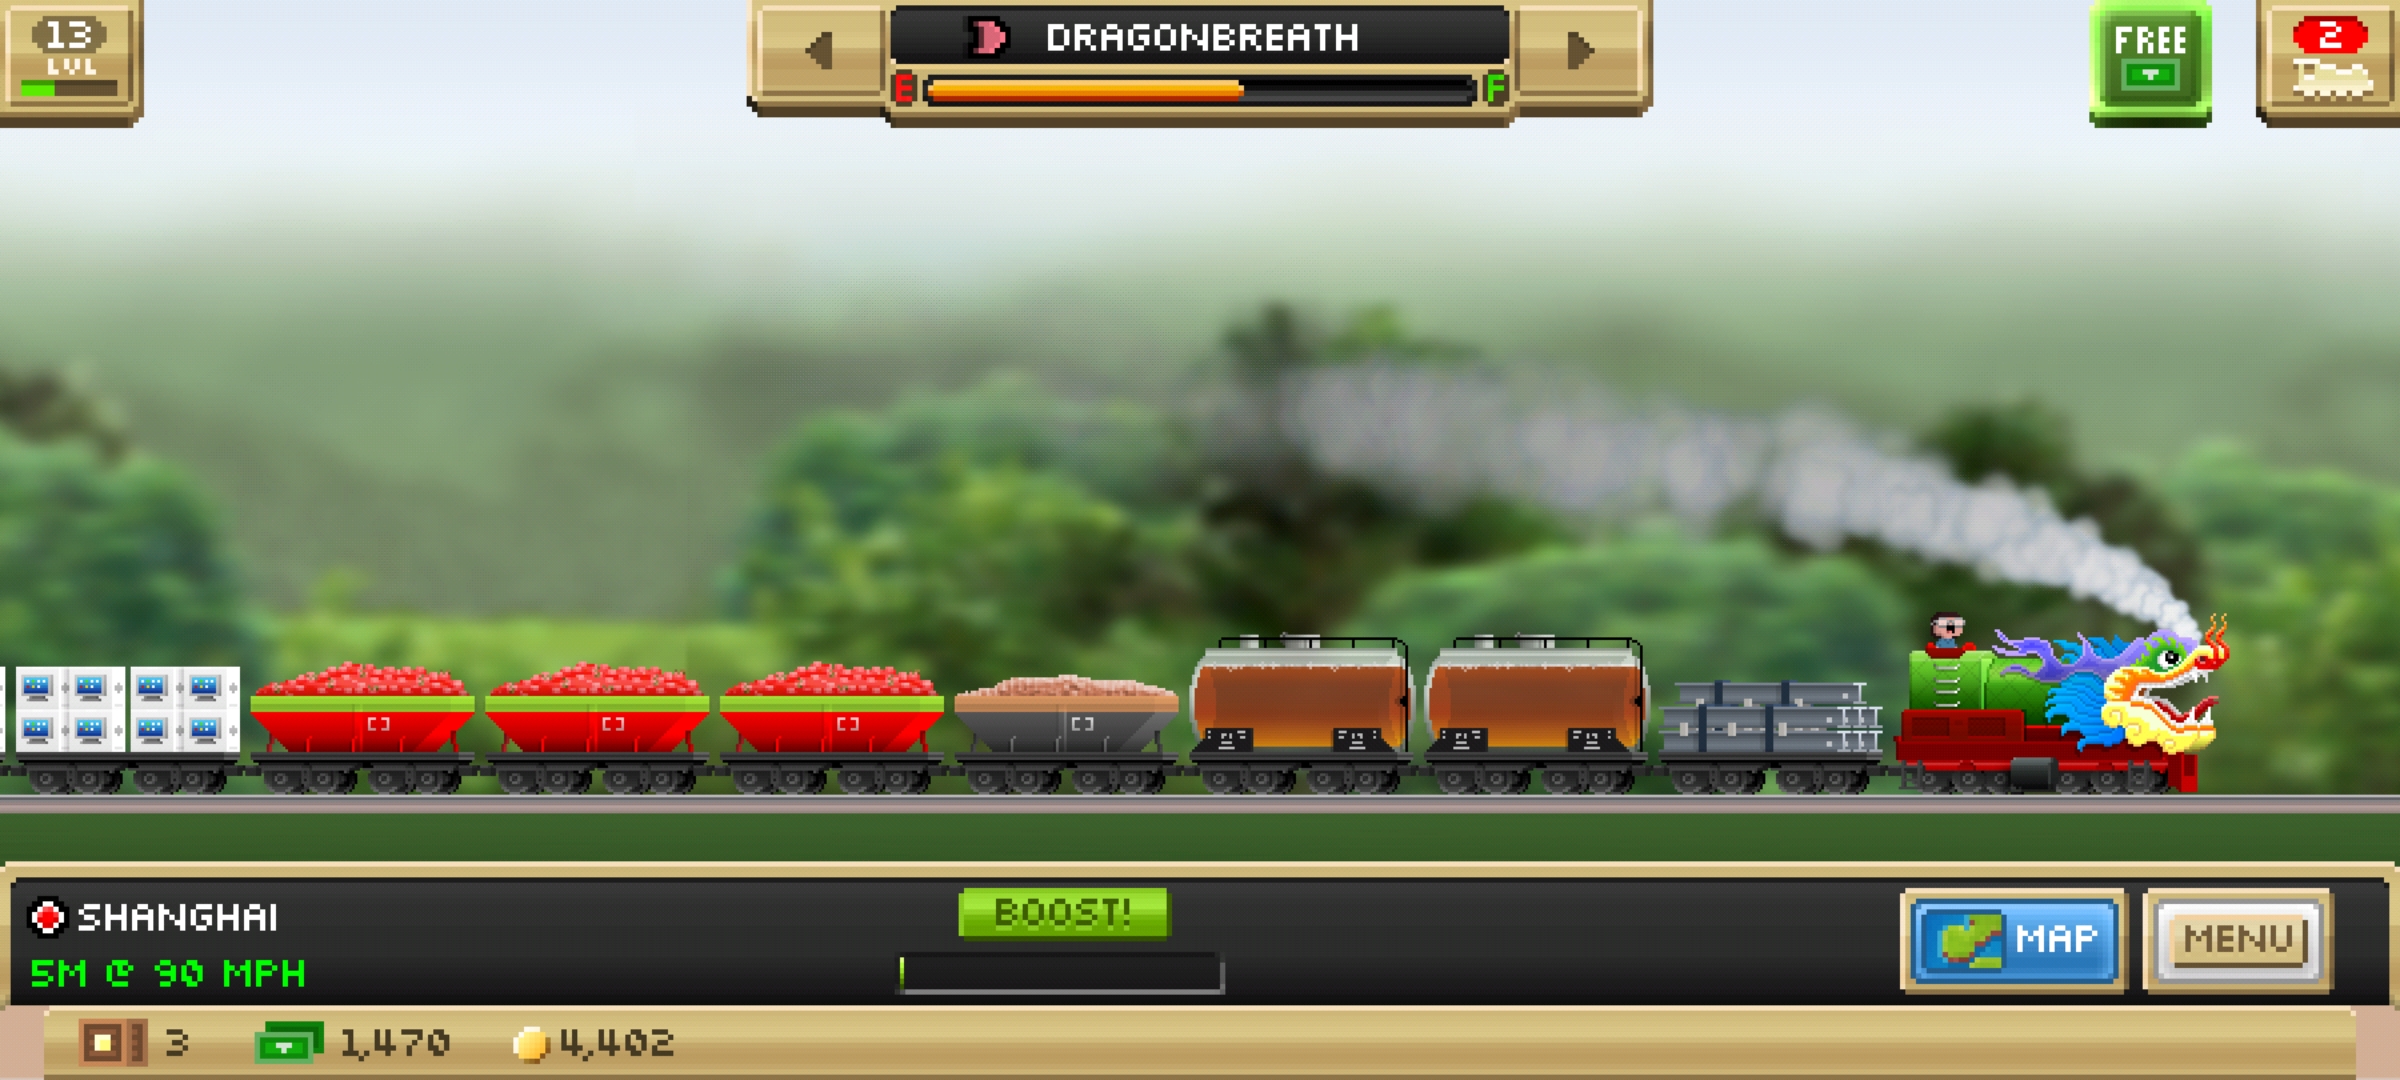 13
LVL
DRAGONBREATH
E F
FREE
2
SHANGHAI
5M @ 90 MPH
BOOST!
MAP
MENU
3
1,470
4,402